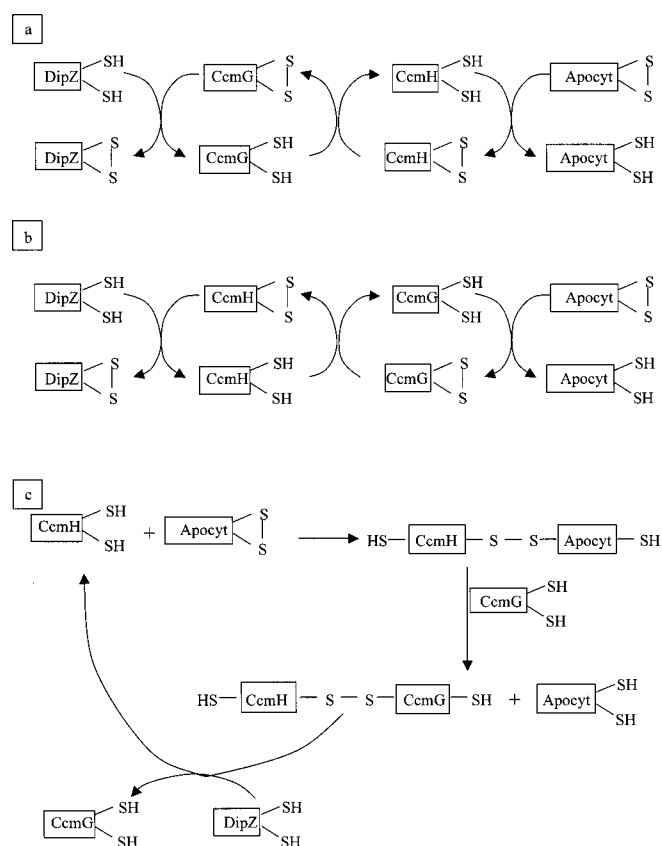 a
DipZ SH SH CcmG S S CcmH SH SH Apocyt S S
DipZ S S CcmG SH SH CcmH S S Apocyt SH SH
b
DipZ SH SH CcmH S S CcmG SH SH Apocyt S S
DipZ S S CcmH SH SH CcmG S S Apocyt SH SH
c
CcmH SH SH + Apocyt S S HS CcmH S S Apocyt SH
CcmG SH SH
HS CcmH S S CcmG SH + Apocyt SH SH
CcmG SH SH DipZ SH SH